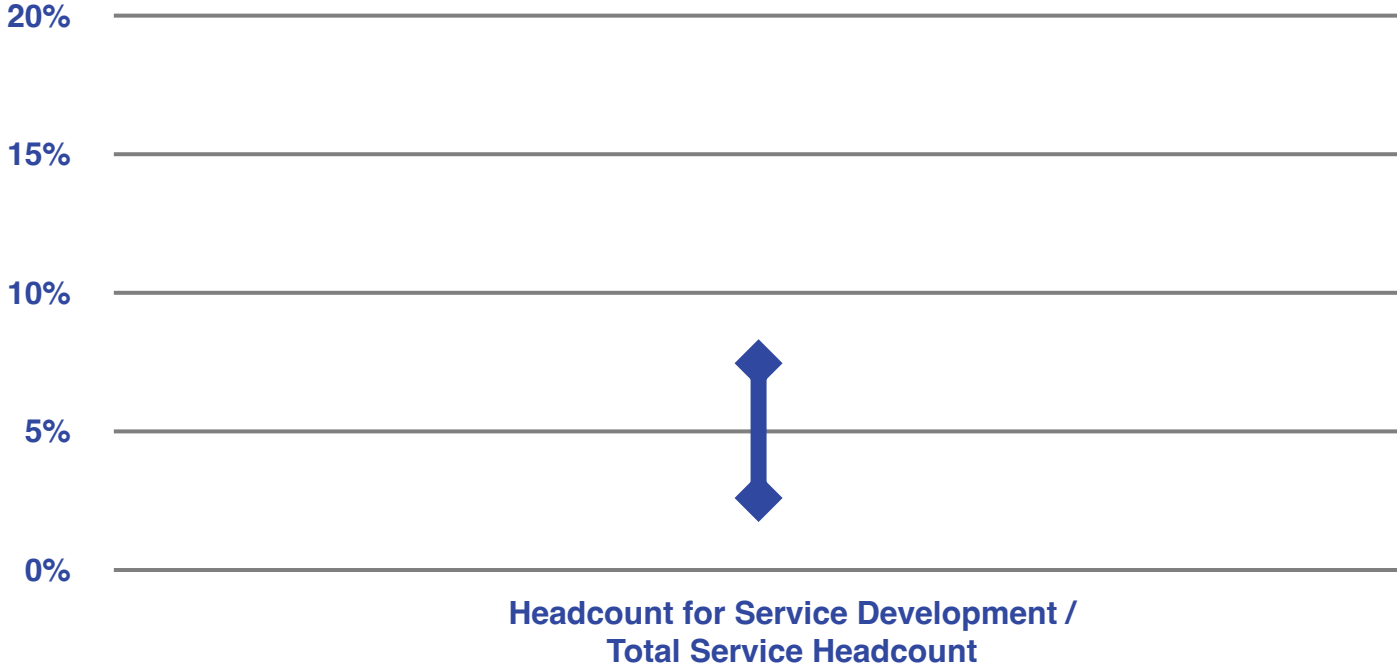 20%
15%
10%
5%
0%
Headcount for Service Development /
Total Service Headcount